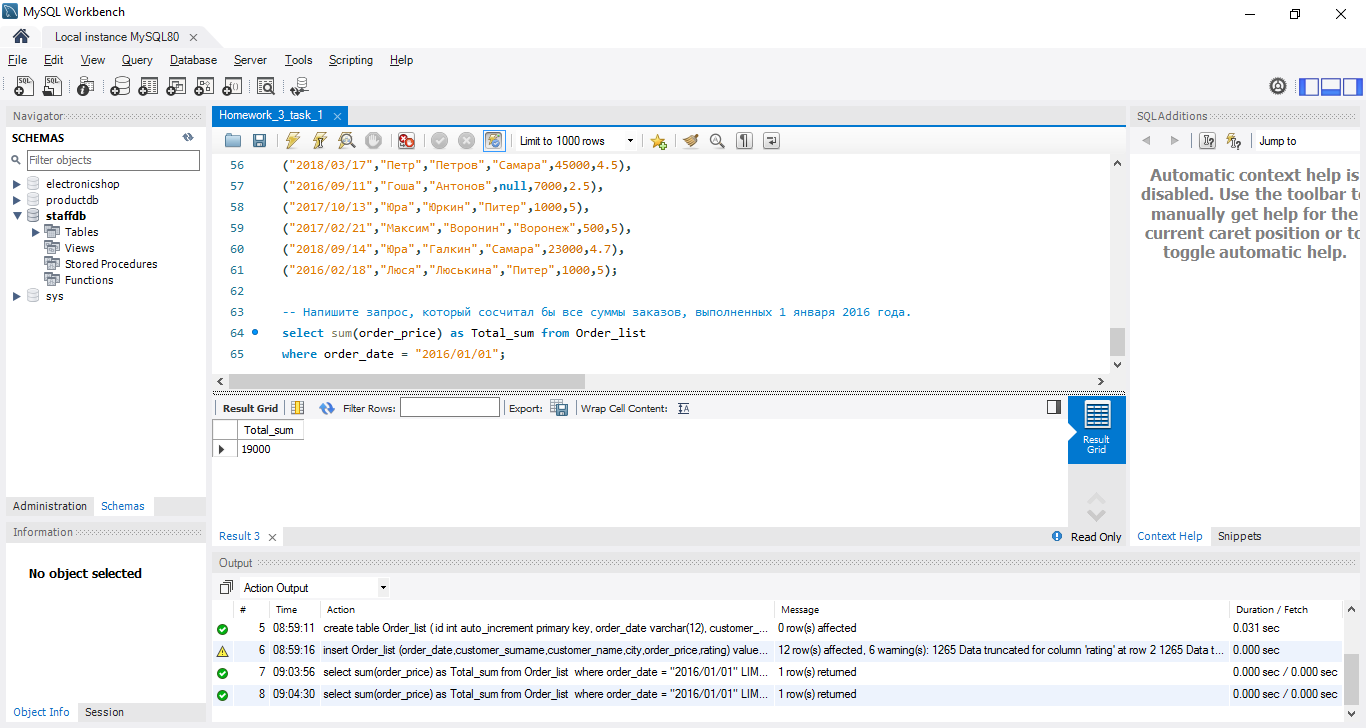 MySQL Workbench
Local instance MySQL80
File Edit View Query Database Server Tools Scripting Help
Navigator
SCHEMAS
Filter objects
electronicshop
productdb
staffdb
Tables
Views
Stored Procedures
Functions
sys
Administration Schemas
Information
No object selected
Object Info Session
Homework_3_task_1
Limit to 1000 rows
56 ("2018/03/17","Петр","Петров","Самара",45000,4.5),
57 ("2016/09/11","Гоша","Антонов",null,7000,2.5),
58 ("2017/10/13","Юра","Юркин","Питер",1000,5),
59 ("2017/02/21","Максим","Воронин","Воронеж",500,5),
60 ("2018/09/14","Юра","Галкин","Самара",23000,4.7),
61 ("2016/02/18","Люся","Люськина","Питер",1000,5);
62
63 -- Напишите запрос, который сосчитал бы все суммы заказов, выполненных 1 января 2016 года.
64 select sum(order_price) as Total_sum from Order_list
65 where order_date = "2016/01/01";
Result Grid Filter Rows: Export: Wrap Cell Content:
Total_sum
19000
Result Grid
Result 3
Read Only
Output
Action Output
# Time Action Message Duration / Fetch
5 08:59:11 create table Order_list ( id int auto_increment primary key, order_date varchar(12), customer_... 0 row(s) affected 0.031 sec
6 08:59:16 insert Order_list (order_date,customer_surname,customer_name,city,order_price,rating) value... 12 row(s) affected, 6 warning(s): 1265 Data truncated for column 'rating' at row 2 1265 Data t... 0.000 sec
7 09:03:56 select sum(order_price) as Total_sum from Order_list where order_date = "2016/01/01" LIM... 1 row(s) returned 0.000 sec / 0.000 sec
8 09:04:30 select sum(order_price) as Total_sum from Order_list where order_date = "2016/01/01" LIM... 1 row(s) returned 0.000 sec / 0.000 sec
SQLAdditions
Jump to
Automatic context help is
disabled. Use the toolbar to
manually get help for the
current caret position or to
toggle automatic help.
Context Help Snippets